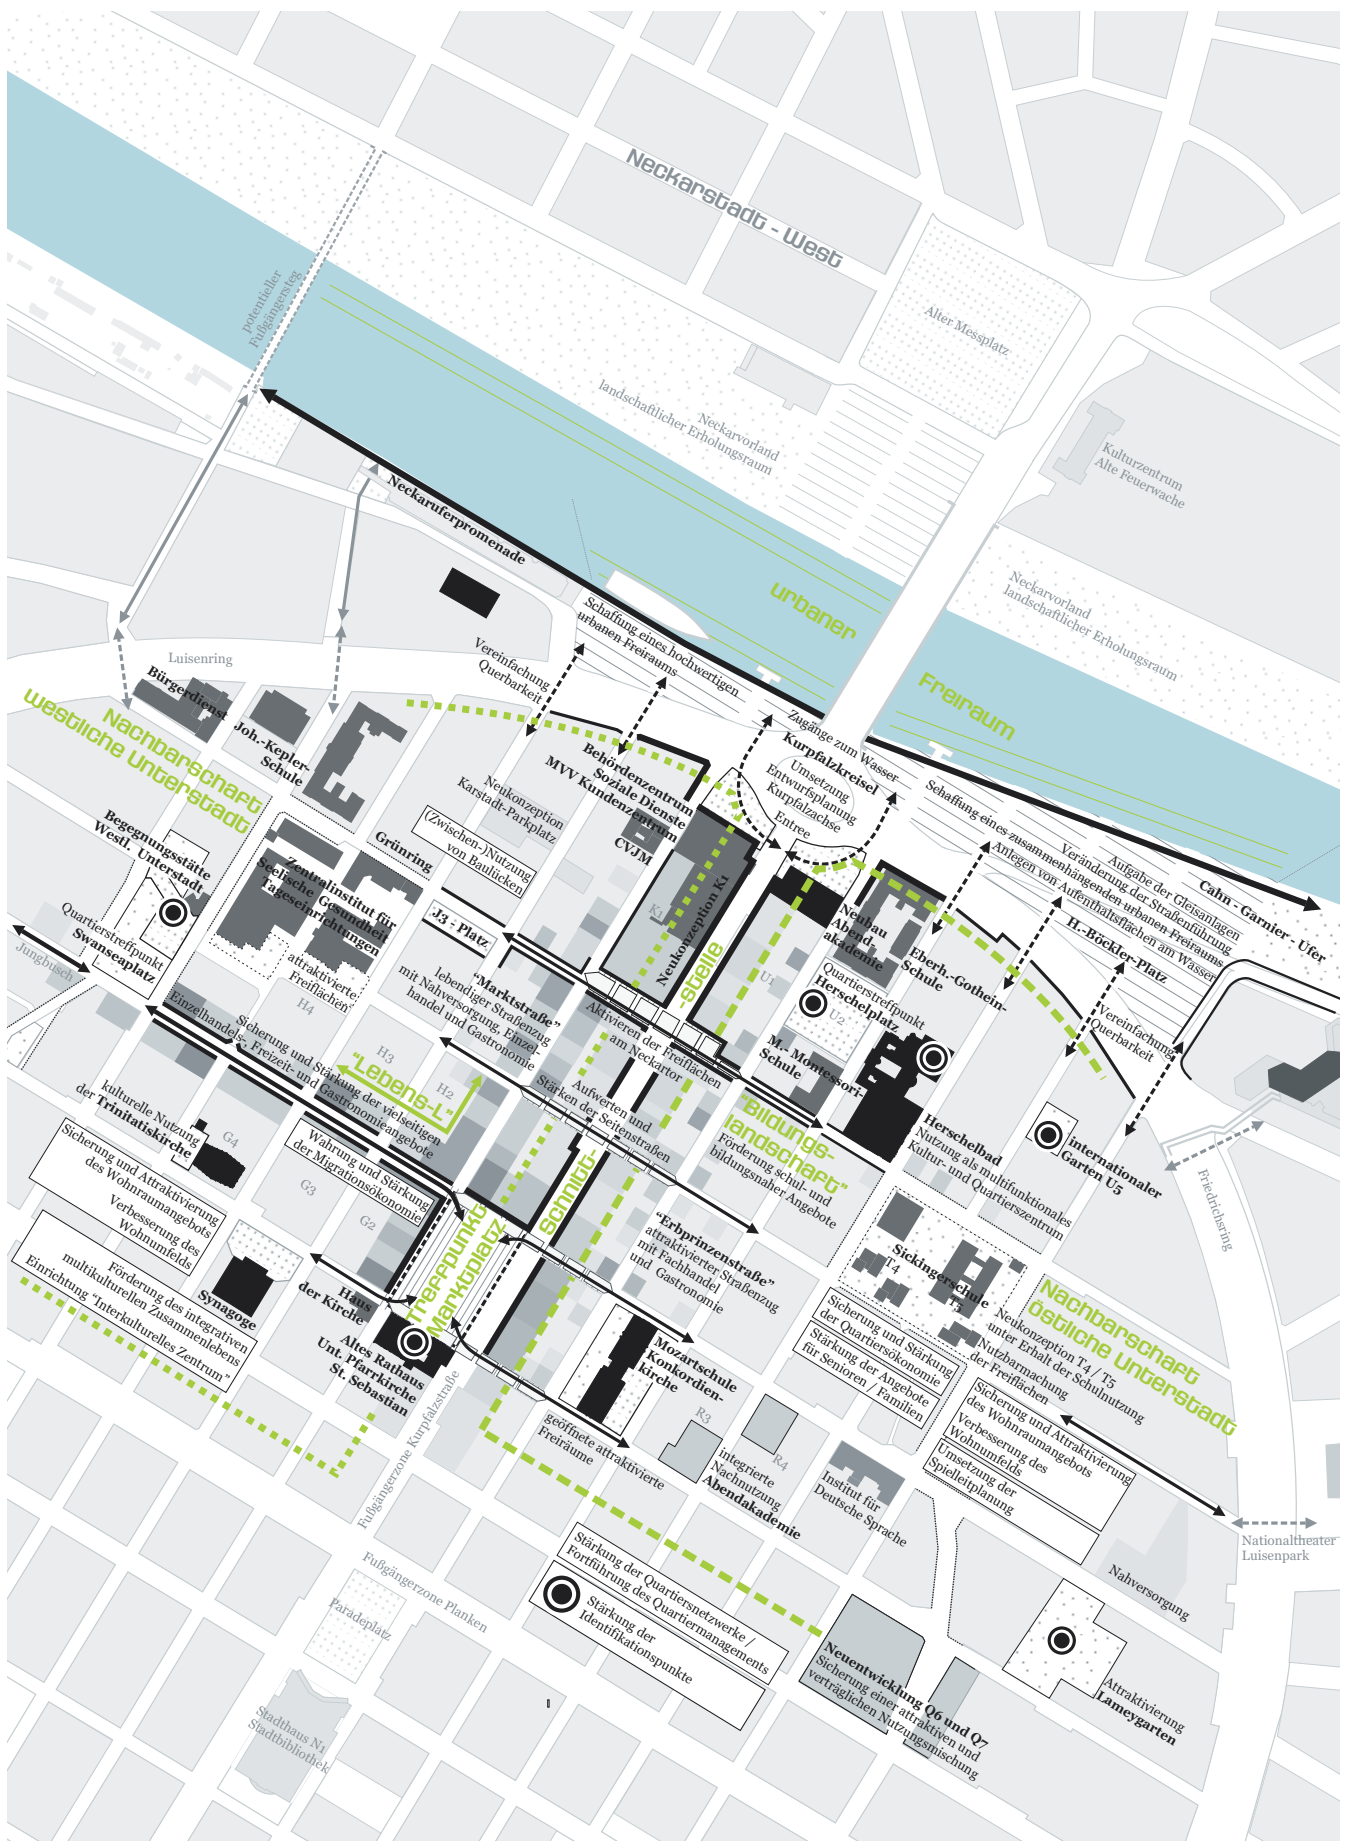 Neckarstadt - West
Alter Messplatz
potentieller
Fußgängersteg
landschaftlicher Erholungsraum
Neckarvorland
Kulturzentrum
Alte Feuerwache
Neckarvorland
landschaftlicher Erholungsraum
Neckaruferpromenade
urbaner
Freiraum
Schaffung eines hochwertigen
urbanen Freiraums
Vereinfachung
Querbarkeit
Luisenring
Bürgerdienst
Joh.-Kepler-
Schule
Nachbarschaft
westliche Unterstadt
Zugänge zum Wasser
Kurpfalzkreisel
Umsetzung
Entwurfsplanung
Kurpfalzachse
Entree
Behördenzentrum
Soziale Dienste
MVV Kundenzentrum
CVJM
Neukonzeption
Karstadt-Parkplatz
(Zwischen-)Nutzung
von Baulücken
Grünring
J3 - Platz
Begegnungsstätte
Westl. Unterstadt
Quartierstreffpunkt
Swanseaplatz
Jungbusch
Zentralinstitut für
Seelische Gesundheit
Tageseinrichtungen
attraktivierte
Freiflächen
H4
H3
H2
K1
Neukonzeption K1
-stelle
U1
U2
Neubau
Abend-
akademie
Eberh.-Gothein-
Schule
Quartierstreffpunkt
Herschelplatz
M.- Montessori-
Schule
Schaffung eines zusammenhängenden urbanen Freiraums
Anlegen von Aufenthaltsflächen am Wasser
Veränderung der Straßenführung
Aufgabe der Gleisanlagen
Cahn - Garnier - Ufer
H.-Böckler-Platz
Vereinfachung
Querbarkeit
"Marktstraße"
lebendiger Straßenzug
mit Nahversorgung, Einzel-
handel und Gastronomie
Aktivieren der Freiflächen
am Neckartor
Aufwerten und
Stärken der Seitenstraßen
Sicherung und Stärkung der vielseitigen
Einzelhandels-, Freizeit- und
Gastronomieangebote
"Lebens-L"
"Bildungs-
landschaft"
Förderung schul- und
bildungsnaher Angebote
Herschelbad
Nutzung als multifunktionales
Kultur- und Quartierszentrum
internationaler
Garten U5
Friedrichsring
kulturelle Nutzung
der Trinitatiskirche
G4
G3
G2
Wahrung und Stärkung
der Migrationsökonomie
Sicherung und Attraktivierung
des Wohnraumangebots
Verbesserung des
Wohnumfelds
Förderung des integrativen
multikulturellen Zusammenlebens
Einrichtung "Interkulturelles Zentrum"
Synagoge
Haus
der Kirche
Treffpunkt
Marktplatz
Schnitt-
"Erbprinzenstraße"
attraktivierter Straßenzug
mit Fachhandel
und Gastronomie
Altes Rathaus
Unt. Pfarrkirche
St. Sebastian
Fußgängerzone Kurpfalzstraße
Mozartschule
Konkordien-
kirche
geöffnete attraktivierte
Freiräume
R3
R4
integrierte
Nachnutzung
Abendakademie
Institut für
Deutsche Sprache
Sickingerschule
T4
T5
Neukonzeption T4 / T5
unter Erhalt der Schulnutzung
Nutzbarmachung
der Freiflächen
Sicherung und Stärkung
der Quartiersökonomie
Stärkung der Angebote
für Senioren / Familien
Nachbarschaft
östliche Unterstadt
Sicherung und Attraktivierung
des Wohnraumangebots
Verbesserung des
Wohnumfelds
Umsetzung der
Spielleitplanung
Nationaltheater
Luisenpark
Nahversorgung
Attraktivierung
Lameygarten
Fußgängerzone Planken
Paradeplatz
Stadthaus N1
Stadtbibliothek
Stärkung der Quartiersnetzwerke /
Fortführung des Quartiermanagements
Stärkung der
Identifikationspunkte
Neuentwicklung Q6 und Q7
Sicherung einer attraktiven und
verträglichen Nutzungsmischung